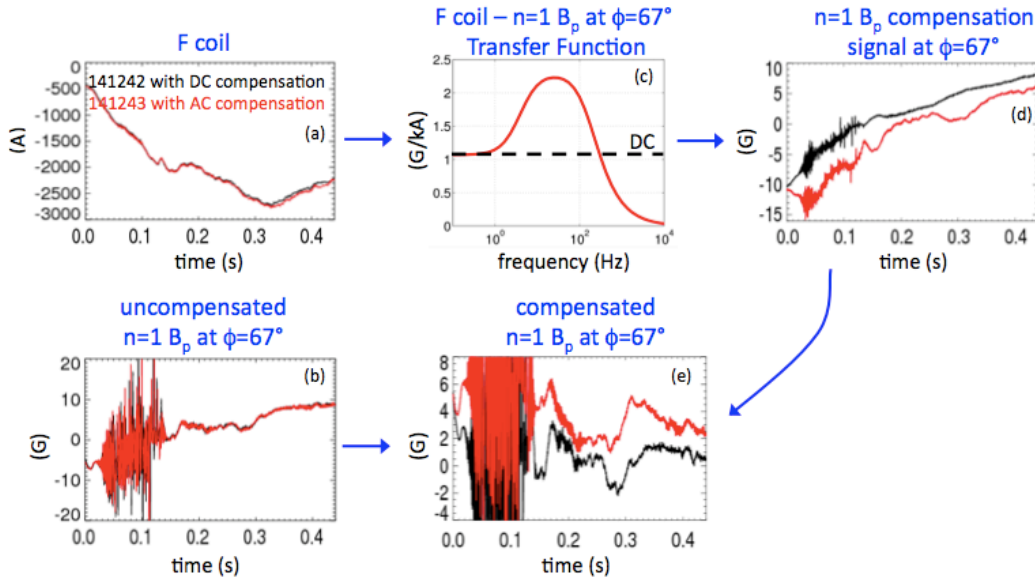 F coil
141242 with DC compensation
141243 with AC compensation
(a)
0
-500
-1000
-1500
-2000
-2500
-3000
(A)
0.0 0.1 0.2 0.3 0.4
time (s)
F coil – n=1 Bp at ϕ=67°
Transfer Function
(c)
DC
2.5
2
1.5
1
0.5
0
(G/kA)
10^0 10^2 10^4
frequency (Hz)
n=1 Bp compensation
signal at ϕ=67°
(d)
10
5
0
-5
-10
-15
(G)
0.0 0.1 0.2 0.3 0.4
time (s)
uncompensated
n=1 Bp at ϕ=67°
(b)
20
10
0
-10
-20
(G)
0.0 0.1 0.2 0.3 0.4
time (s)
compensated
n=1 Bp at ϕ=67°
(e)
8
6
4
2
0
-2
-4
(G)
0.0 0.1 0.2 0.3 0.4
time (s)